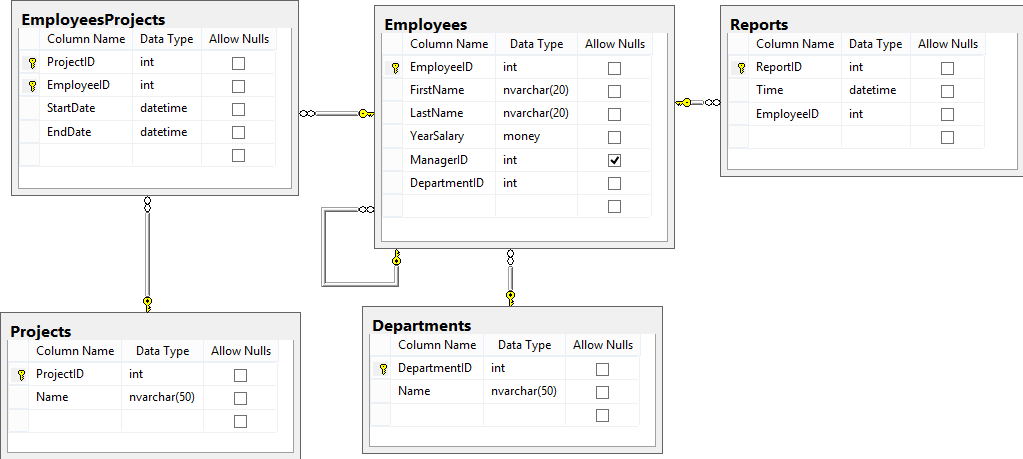 EmployeesProjects
Column Name Data Type Allow Nulls
ProjectID int
EmployeeID int
StartDate datetime
EndDate datetime
Employees
Column Name Data Type Allow Nulls
EmployeeID int
FirstName nvarchar(20)
LastName nvarchar(20)
YearSalary money
ManagerID int
DepartmentID int
Reports
Column Name Data Type Allow Nulls
ReportID int
Time datetime
EmployeeID int
Projects
Column Name Data Type Allow Nulls
ProjectID int
Name nvarchar(50)
Departments
Column Name Data Type Allow Nulls
DepartmentID int
Name nvarchar(50)